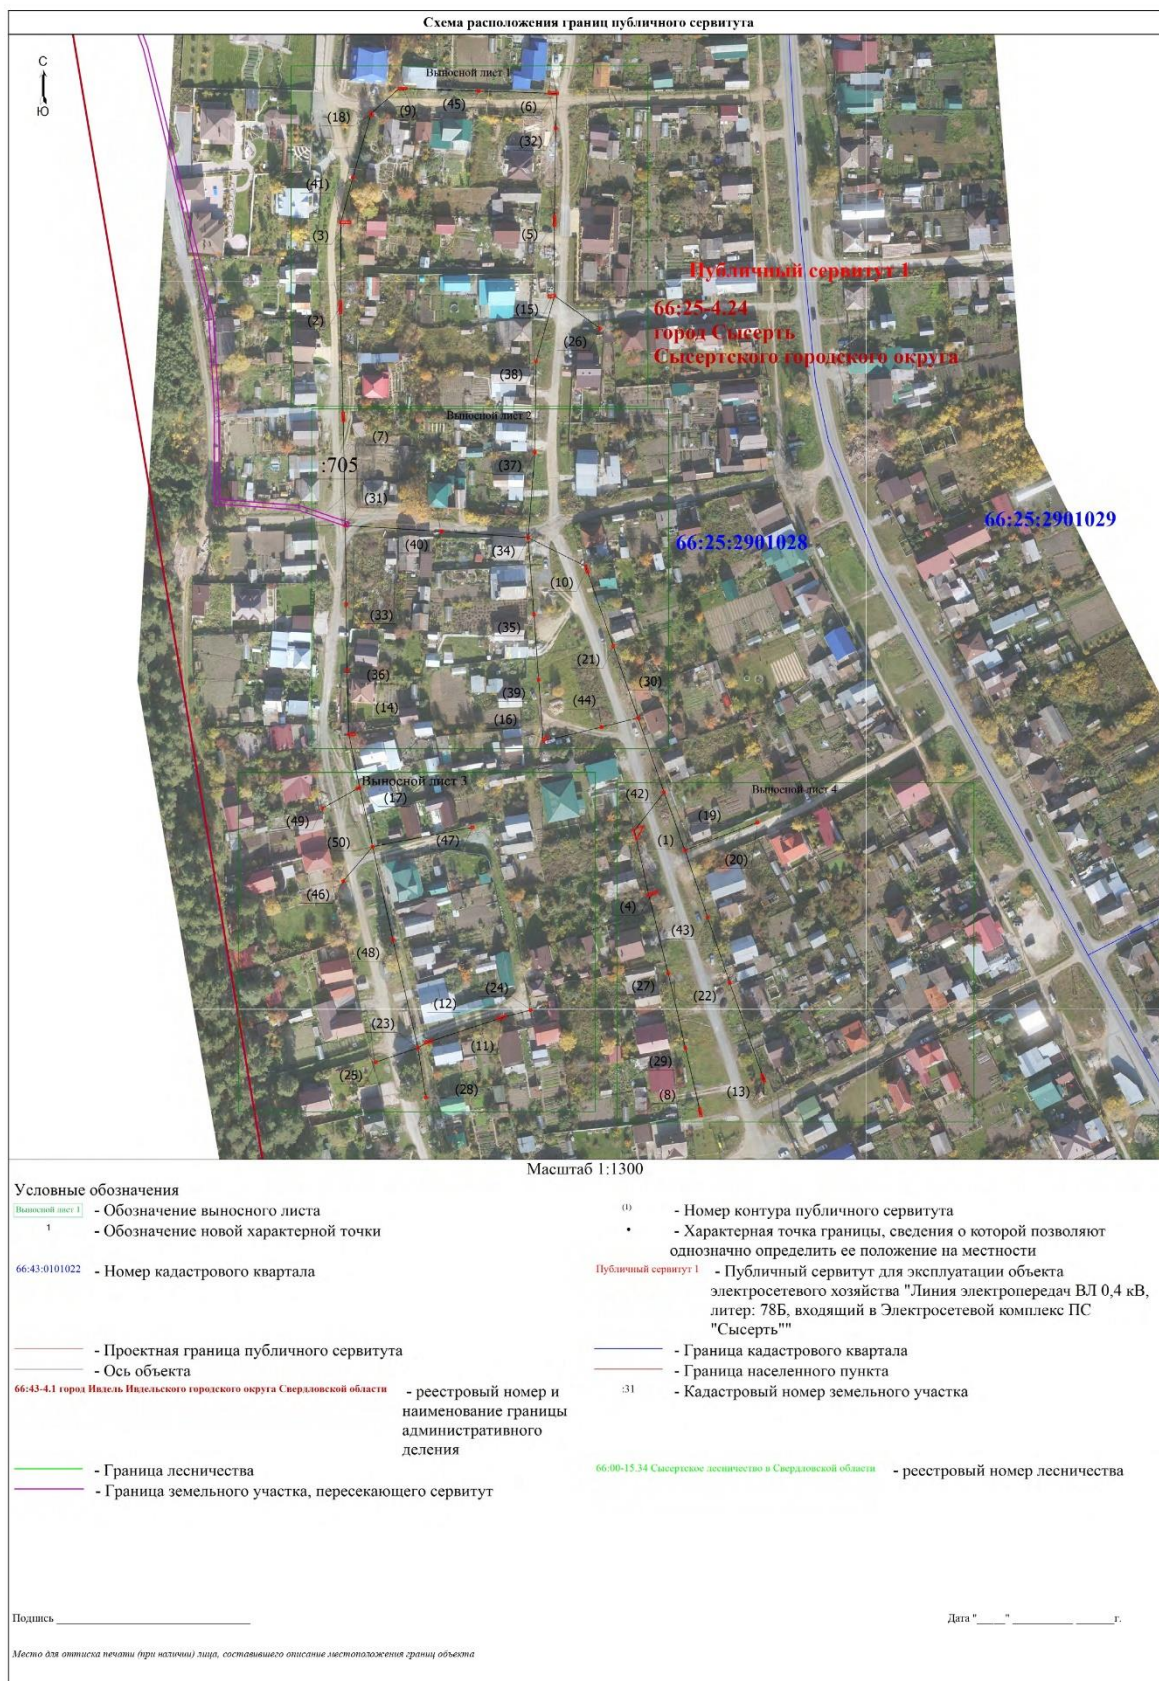 Схема расположения границ публичного сервитута
С
Ю
Выносной лист 1
(45)
(6)
(9)
(18)
(32)
(41)
(3)
(5)
Публичный сервитут 1
66:25-4.24
город Сысерть
Сысертского городского округа
(15)
(2)
(26)
(38)
Выносной лист 2
(7)
(37)
:705
(31)
66:25:2901029
66:25:2901028
(40)
(34)
(10)
(33)
(35)
(21)
(36)
(30)
(39)
(14)
(44)
(16)
Выносной лист 3
Выносной лист 4
(17)
(42)
(49)
(19)
(50)
(47)
(1)
(20)
(46)
(4)
(43)
(48)
(24)
(27)
(22)
(12)
(23)
(11)
(25)
(29)
(28)
(8)
(13)
Масштаб 1:1300
Условные обозначения
Выносной лист 1 - Обозначение выносного листа
1 - Обозначение новой характерной точки
66:43:0101022 - Номер кадастрового квартала
- Проектная граница публичного сервитута
- Ось объекта
66:43-4.1 город Ивдель Ивдельского городского округа Свердловской области - реестровый номер и
наименование границы
административного
деления
- Граница лесничества
- Граница земельного участка, пересекающего сервитут
(1) - Номер контура публичного сервитута
- Характерная точка границы, сведения о которой позволяют
однозначно определить ее положение на местности
Публичный сервитут 1 - Публичный сервитут для эксплуатации объекта
электросетевого хозяйства "Линия электропередач ВЛ 0,4 кВ,
литер: 78Б, входящий в Электросетевой комплекс ПС
"Сысерть""
- Граница кадастрового квартала
- Граница населенного пункта
:31 - Кадастровый номер земельного участка
66:00-15.34 Сысертское лесничество в Свердловской области - реестровый номер лесничества
Подпись ____________________
Дата "____" __________ ______г.
Место для оттиска печати (при наличии) лица, составившего описание местоположения границ объекта